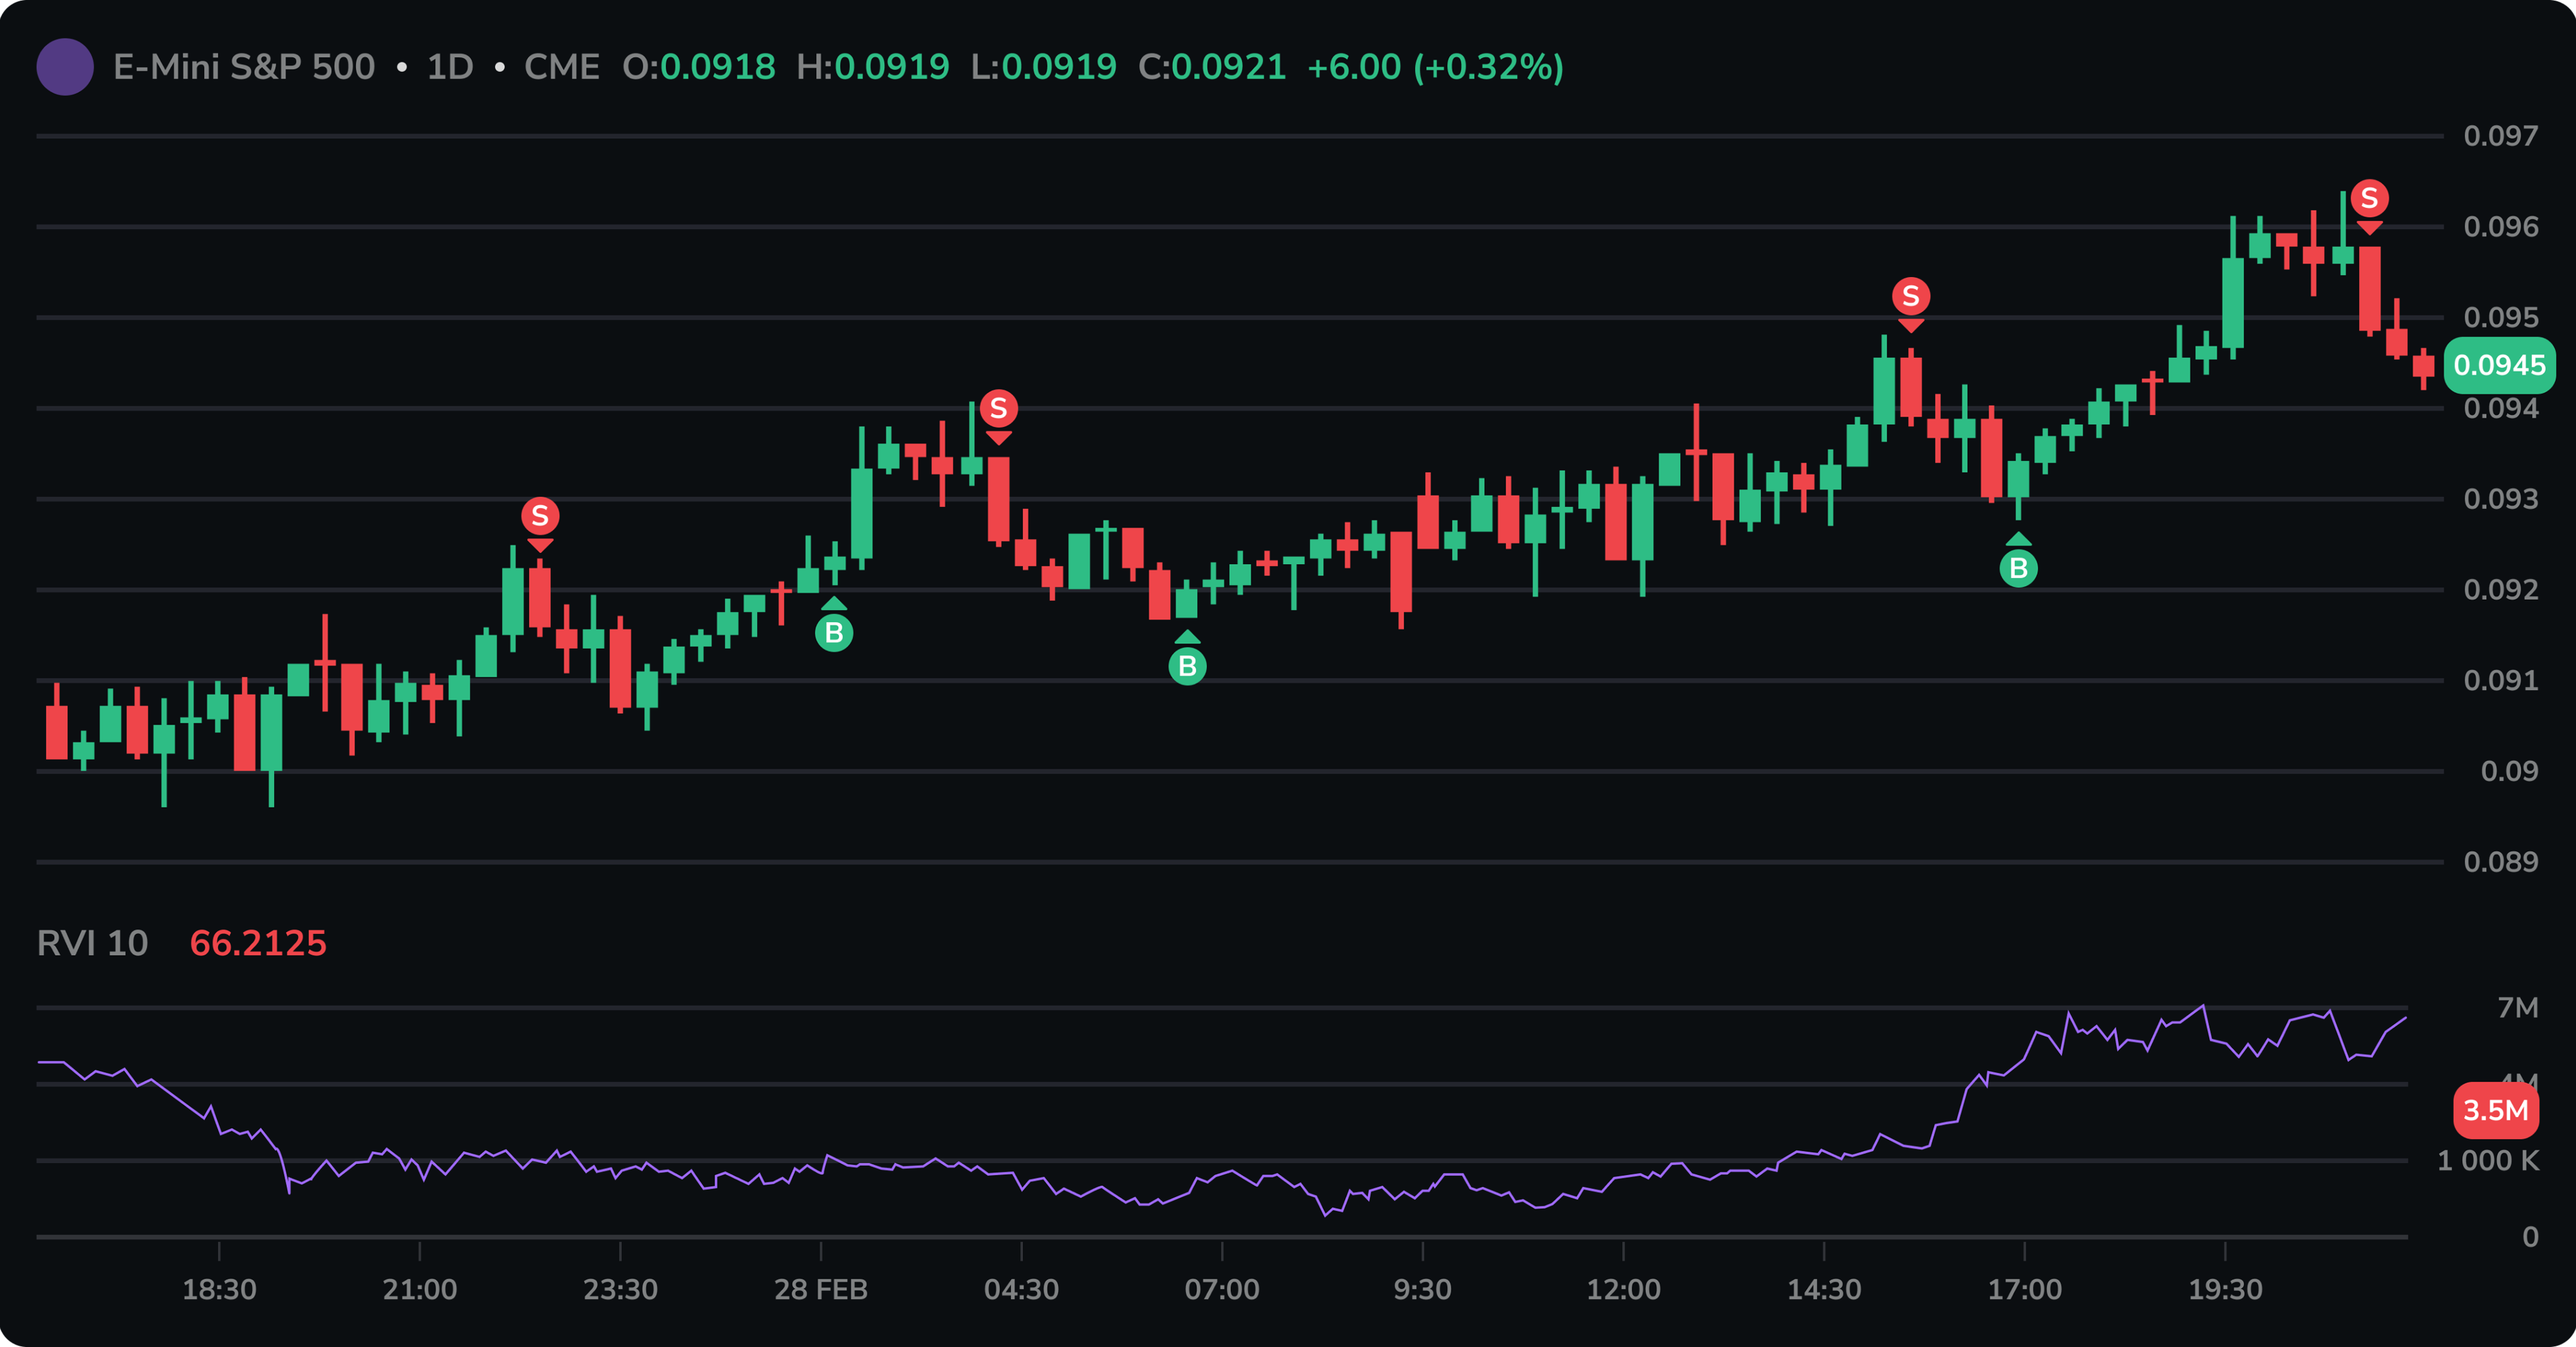 E-Mini S&P 500 • 1D • CME O:0.0918 H:0.0919 L:0.0919 C:0.0921 +6.00 (+0.32%)
0.097
S
0.096
S
0.095
0.0945
S
0.094
S
0.093
B
0.092
B
B
0.091
0.09
0.089
RVI 10 66.2125
7M
4M
3.5M
1 000 K
0
18:30 21:00 23:30 28 FEB 04:30 07:00 9:30 12:00 14:30 17:00 19:30